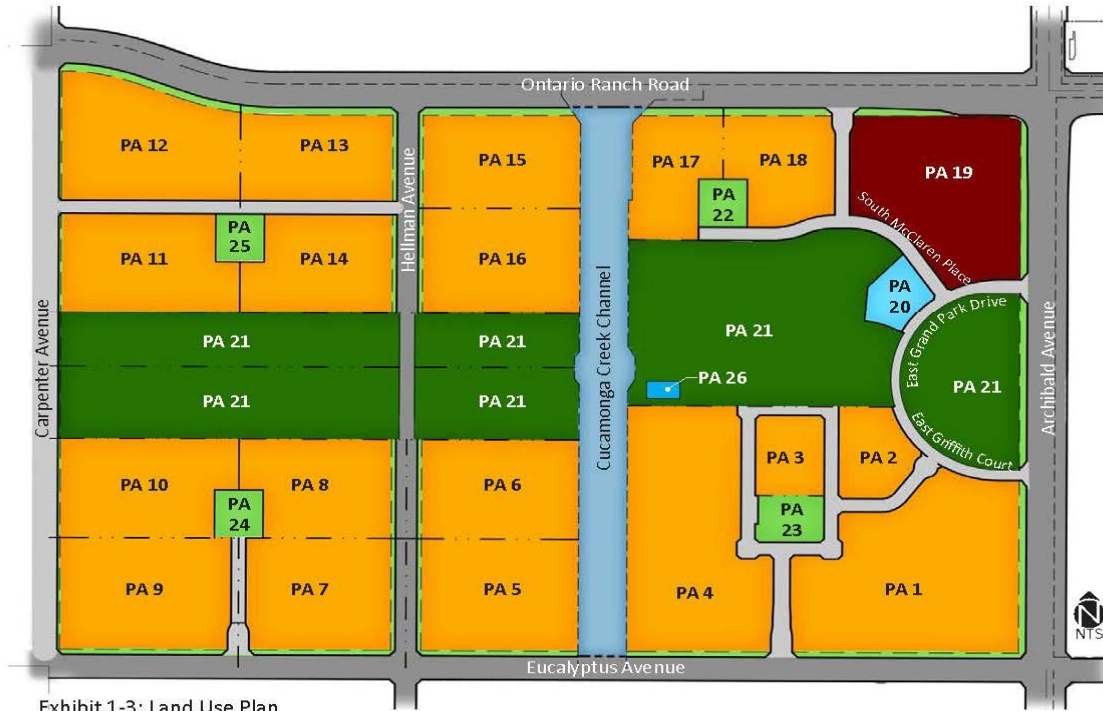 Ontario Ranch Road
PA 12
PA 13
PA 15
PA 17
PA 18
PA 19
PA
22
South McClaren Place
Hellman Avenue
PA
25
PA 11
PA 14
PA 16
PA
20
Carpenter Avenue
PA 21
PA 21
PA 21
East Grand Park Drive
Cucamonga Creek Channel
PA 26
PA 21
Archibald Avenue
PA 21
PA 21
East Griffith Court
PA 10
PA 8
PA 6
PA 3
PA 2
PA
24
PA
23
PA 9
PA 7
PA 5
PA 4
PA 1
N
NTS
Eucalyptus Avenue
Exhibit 1-3: Land Use Plan